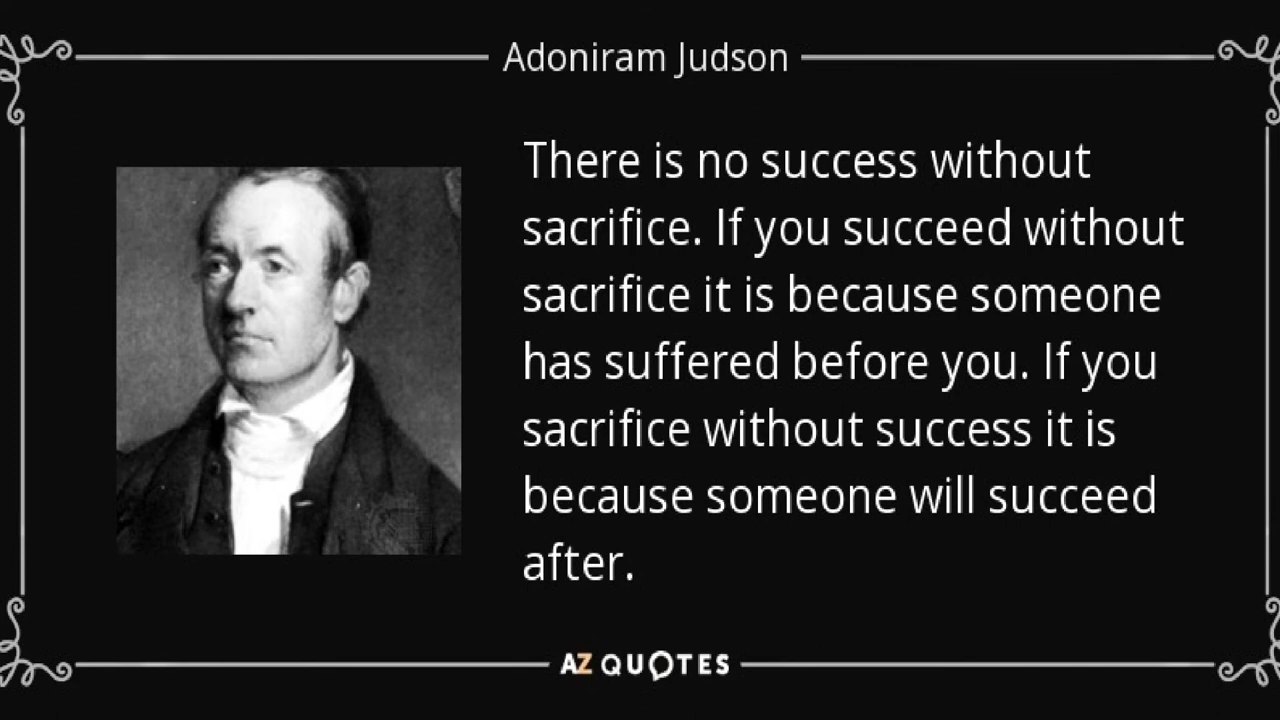 Adoniram Judson
There is no success without
sacrifice. If you succeed without
sacrifice it is because someone
has suffered before you. If you
sacrifice without success it is
because someone will succeed
after.
AZ QUOTES